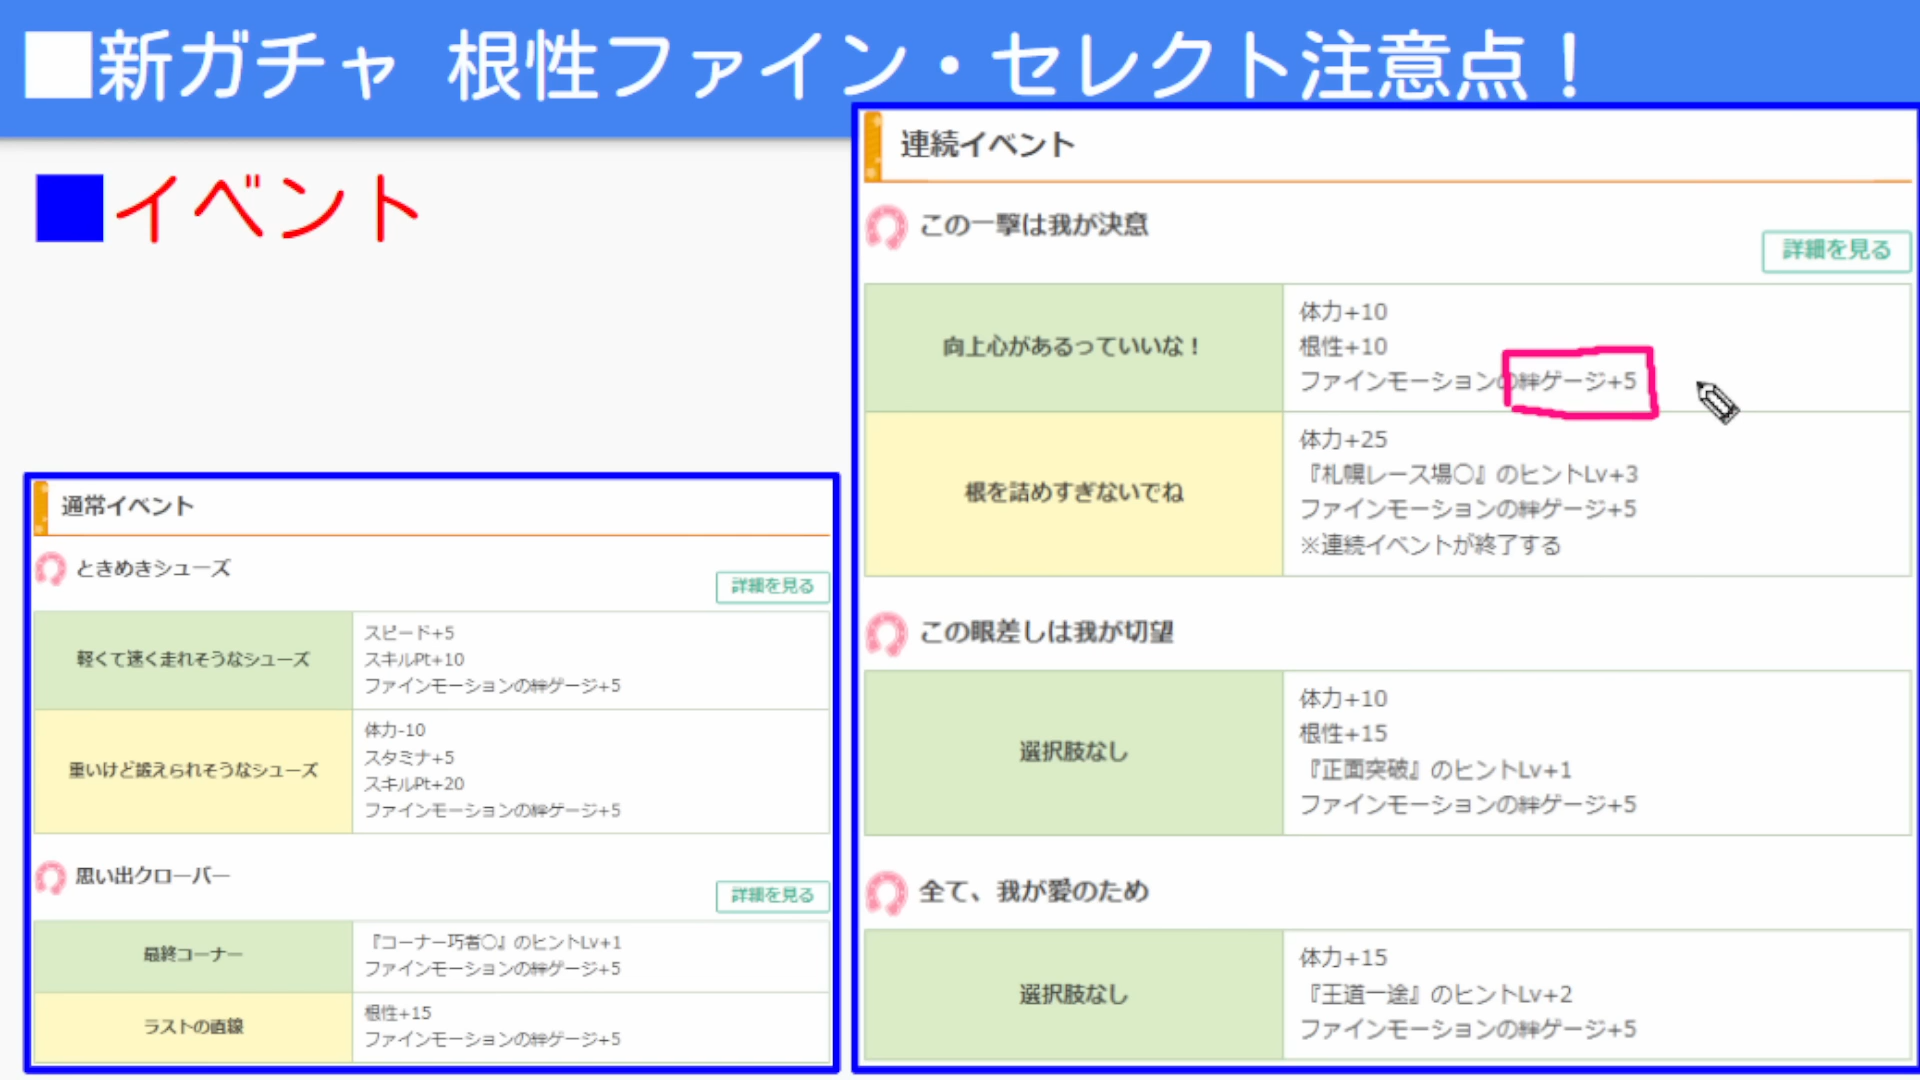 ■新ガチャ 根性ファイン・セレクト注意点！
■イベント
通常イベント
ときめきシューズ
詳細を見る
軽くて速く走れそうなシューズ
スピード+5
スキルPt+10
ファインモーションの絆ゲージ+5
重いけど鍛えられそうなシューズ
体力-10
スタミナ+5
スキルPt+20
ファインモーションの絆ゲージ+5
思い出クローバー
詳細を見る
最終コーナー
『コーナー巧者○』のヒントLv+1
ファインモーションの絆ゲージ+5
ラストの直線
根性+15
ファインモーションの絆ゲージ+5
連続イベント
この一撃は我が決意
詳細を見る
向上心があるっていいな！
体力+10
根性+10
ファインモーションの絆ゲージ+5
根を詰めすぎないでね
体力+25
『札幌レース場○』のヒントLv+3
ファインモーションの絆ゲージ+5
※連続イベントが終了する
この眼差しは我が切望
選択肢なし
体力+10
根性+15
『正面突破』のヒントLv+1
ファインモーションの絆ゲージ+5
全て、我が愛のため
選択肢なし
体力+15
『王道一途』のヒントLv+2
ファインモーションの絆ゲージ+5